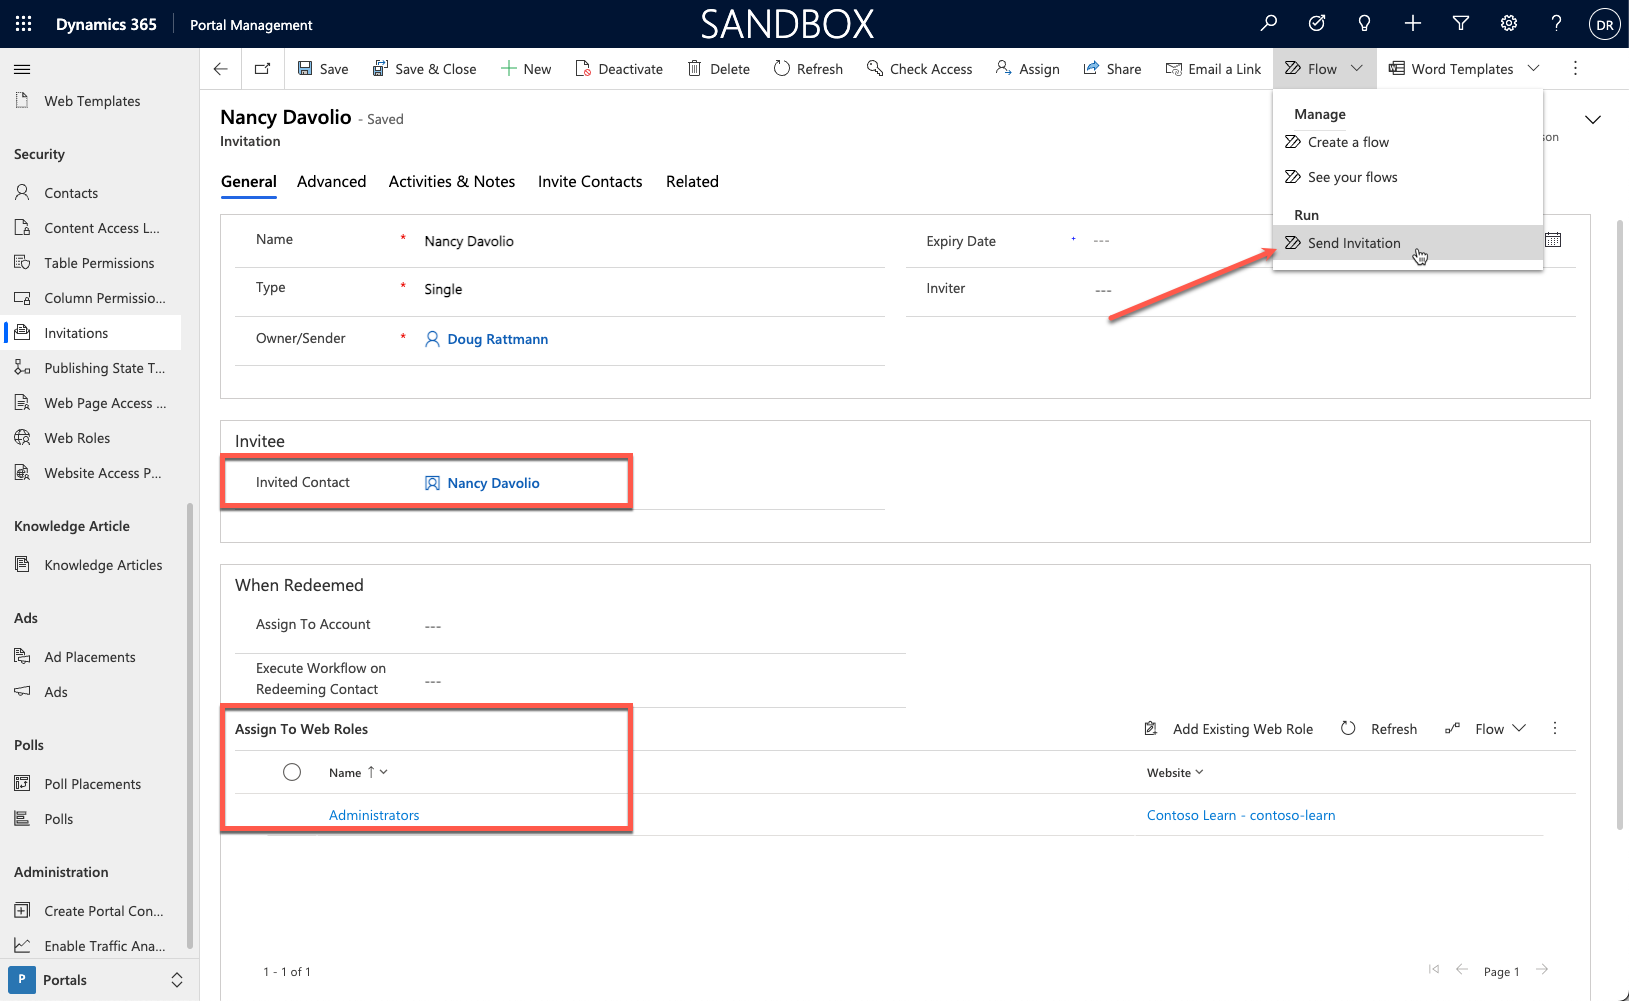 Dynamics 365
Portal Management
SANDBOX
DR
Save
Save & Close
New
Deactivate
Delete
Refresh
Check Access
Assign
Share
Email a Link
Flow
Word Templates
Web Templates
Security
Contacts
Content Access L...
Table Permissions
Column Permissio...
Invitations
Publishing State T...
Web Page Access ...
Web Roles
Website Access P...
Knowledge Article
Knowledge Articles
Ads
Ad Placements
Ads
Polls
Poll Placements
Polls
Administration
Create Portal Con...
Enable Traffic Ana...
P
Portals
Nancy Davolio - Saved
Invitation
General
Advanced
Activities & Notes
Invite Contacts
Related
Manage
Create a flow
See your flows
Run
Send Invitation
son
Name * Nancy Davolio
Type * Single
Owner/Sender * Doug Rattmann
Expiry Date + ---
Inviter ---
Invitee
Invited Contact Nancy Davolio
When Redeemed
Assign To Account ---
Execute Workflow on
Redeeming Contact ---
Assign To Web Roles
Add Existing Web Role
Refresh
Flow
Name ↑
Website
Administrators
Contoso Learn - contoso-learn
1 - 1 of 1
Page 1